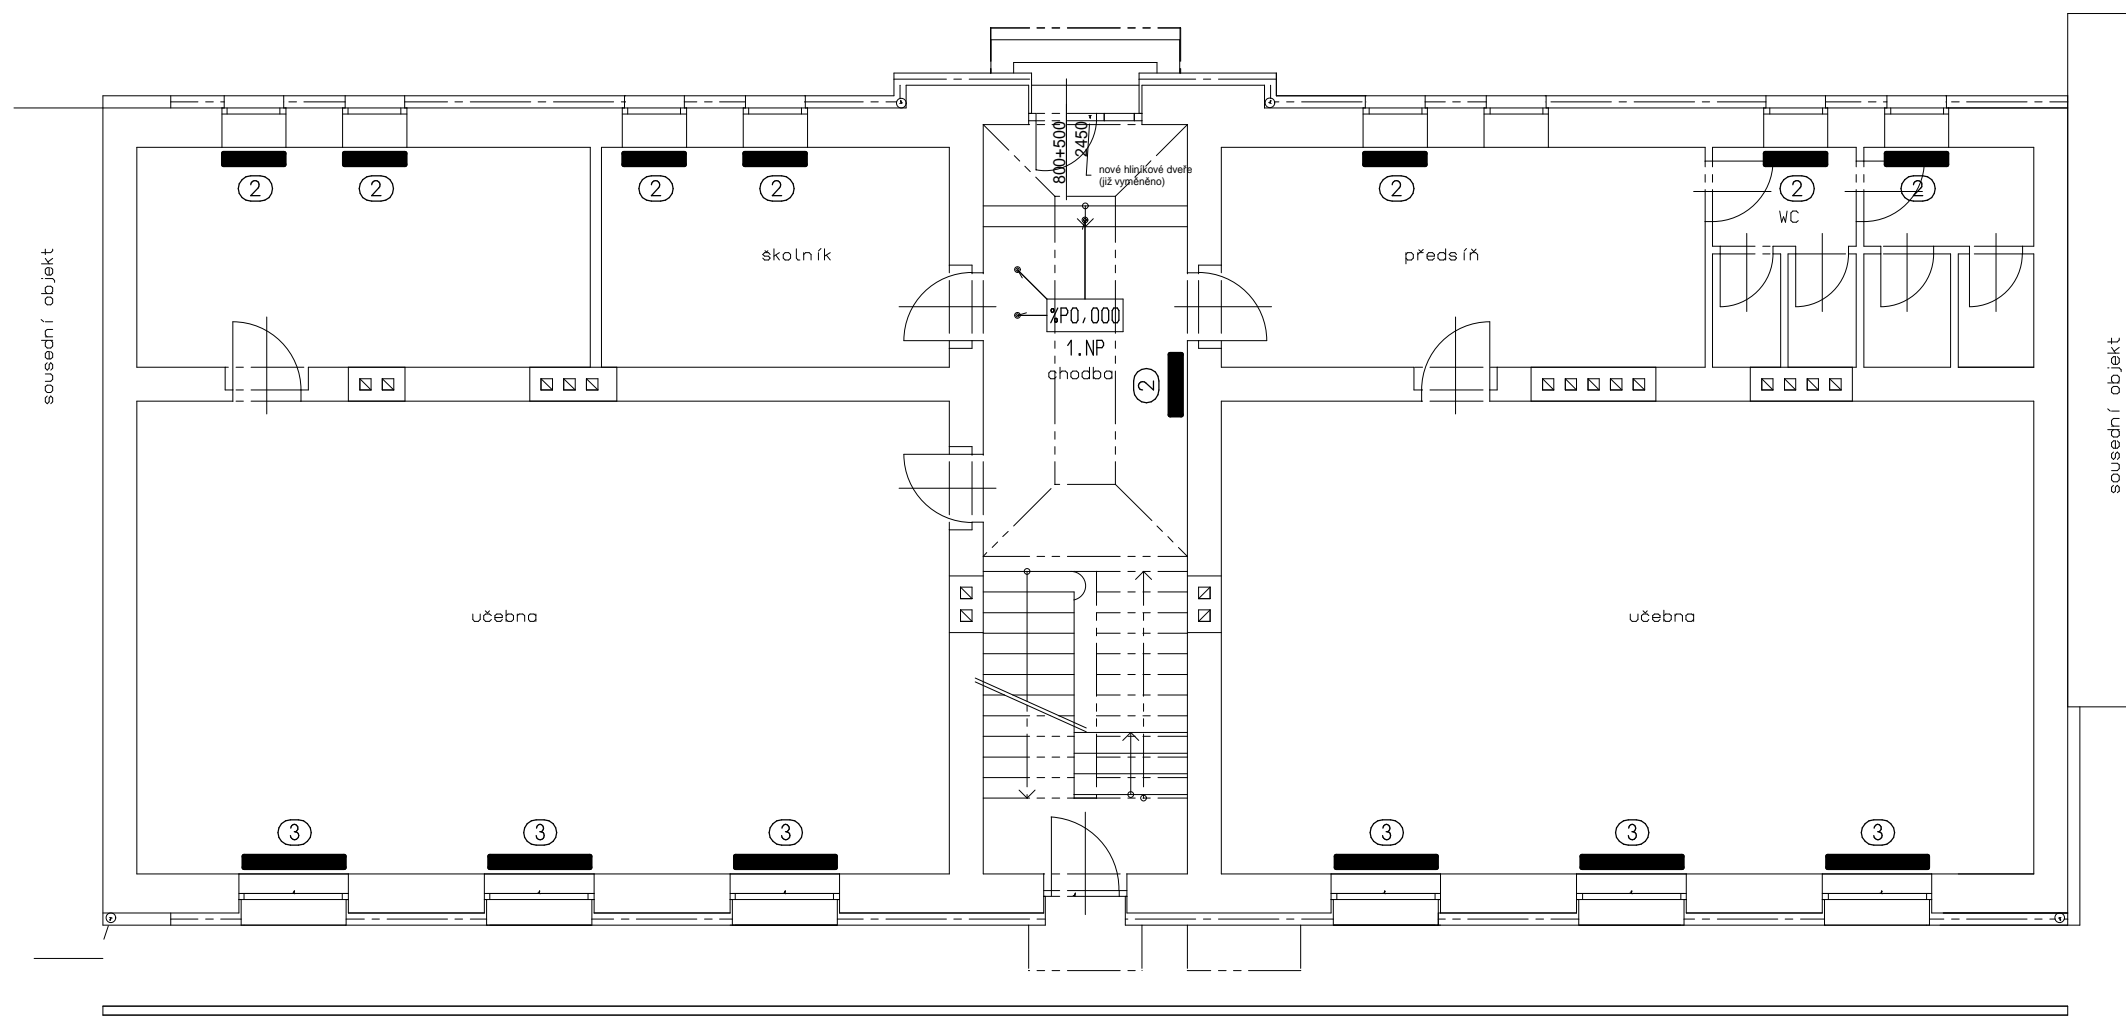 800+500
2450
nové hliníkové dveře
(již vyměněno)
2
2
2
2
2
2
2
WC
školník
předsíň
sousední objekt
%P0,000
1.NP
chodba
2
sousední objekt
učebna
učebna
3
3
3
3
3
3